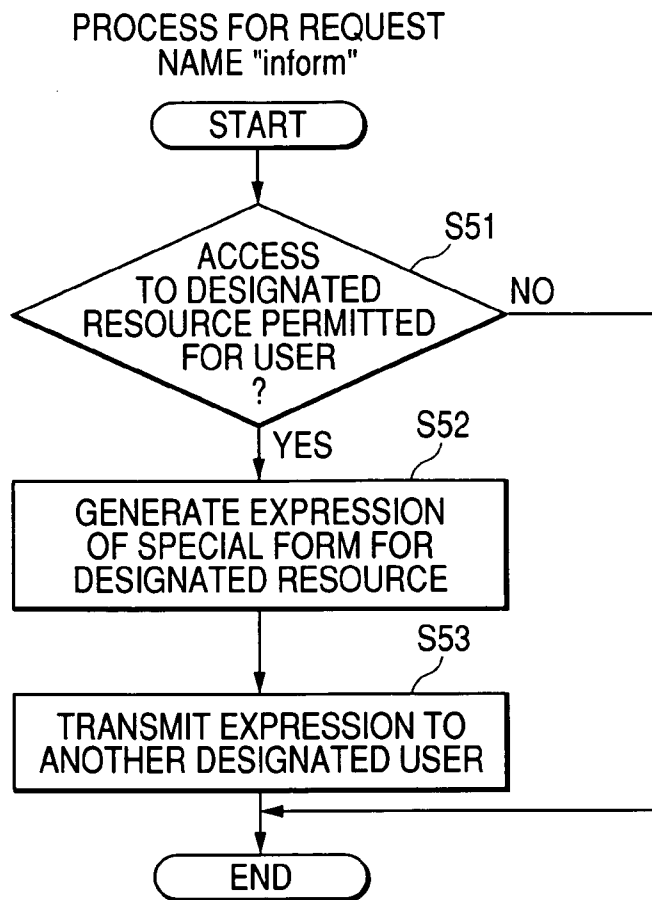 PROCESS FOR REQUEST
NAME "inform"
START
S51
ACCESS
TO DESIGNATED
RESOURCE PERMITTED
FOR USER
?
NO
YES
S52
GENERATE EXPRESSION
OF SPECIAL FORM FOR
DESIGNATED RESOURCE
S53
TRANSMIT EXPRESSION TO
ANOTHER DESIGNATED USER
END